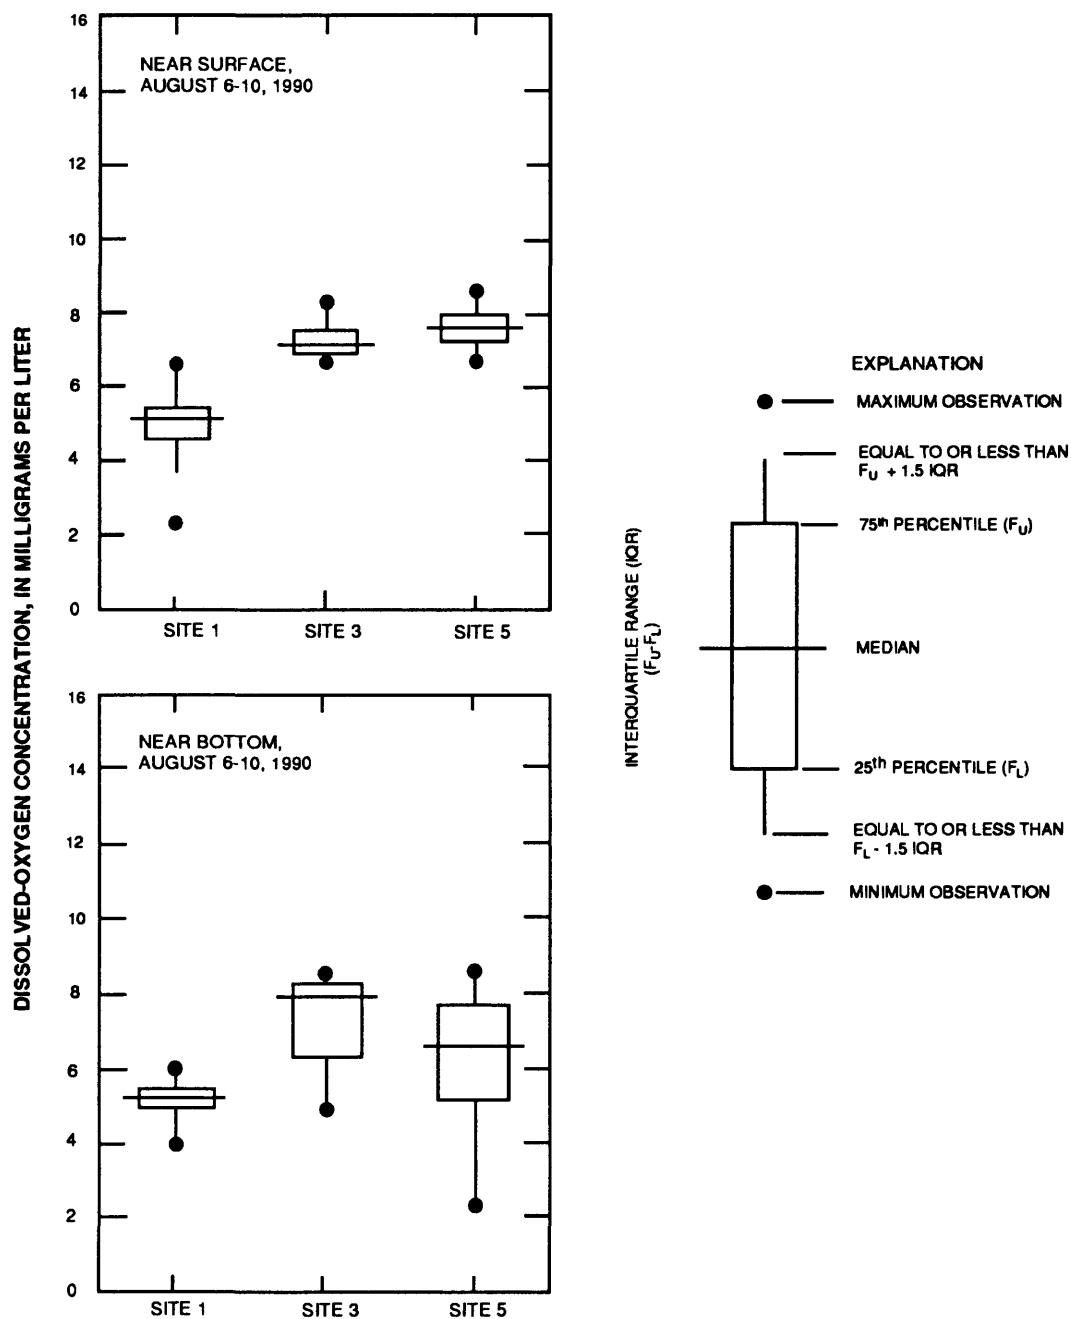 DISSOLVED-OXYGEN CONCENTRATION, IN MILLIGRAMS PER LITER
NEAR SURFACE,
AUGUST 6-10, 1990
16
14
12
10
8
6
4
2
0
SITE 1 SITE 3 SITE 5
NEAR BOTTOM,
AUGUST 6-10, 1990
16
14
12
10
8
6
4
2
0
SITE 1 SITE 3 SITE 5
EXPLANATION
MAXIMUM OBSERVATION
EQUAL TO OR LESS THAN
FU + 1.5 IQR
75th PERCENTILE (FU)
MEDIAN
25th PERCENTILE (FL)
EQUAL TO OR LESS THAN
FL - 1.5 IQR
MINIMUM OBSERVATION
INTERQUARTILE RANGE (IQR)
(FU-FL)